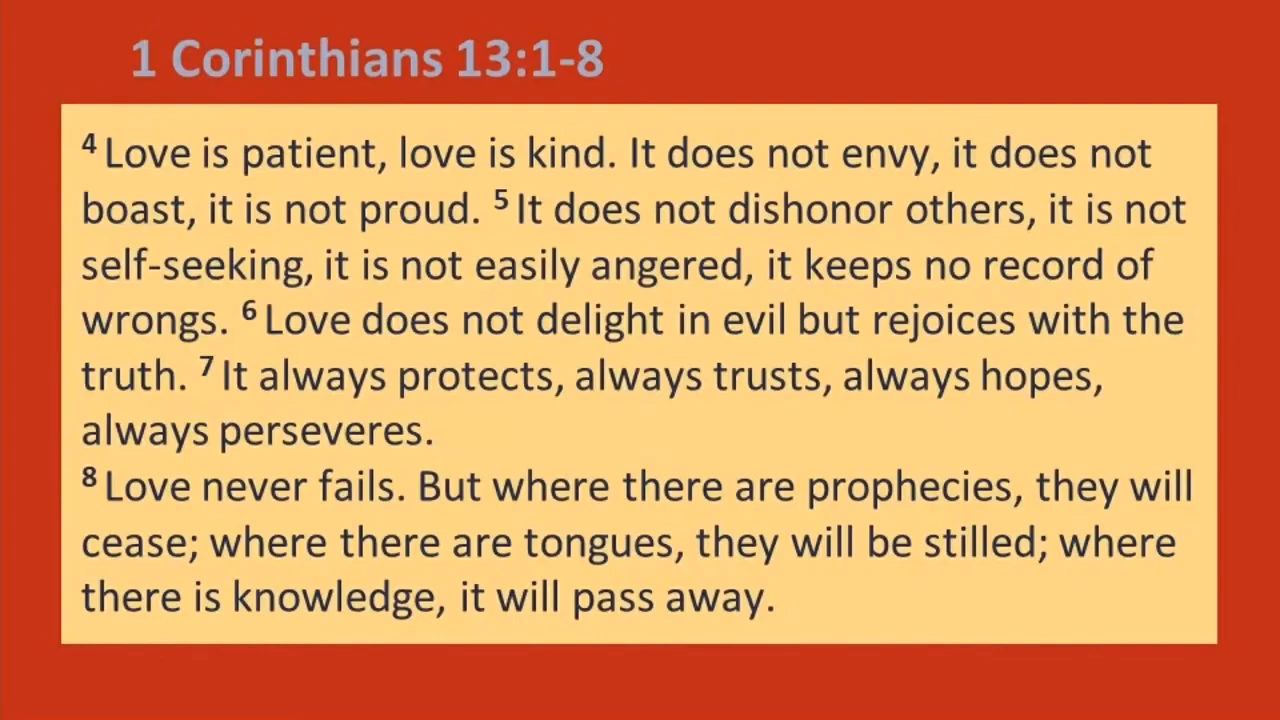 1 Corinthians 13:1-8
⁴ Love is patient, love is kind. It does not envy, it does not
boast, it is not proud. ⁵ It does not dishonor others, it is not
self-seeking, it is not easily angered, it keeps no record of
wrongs. ⁶ Love does not delight in evil but rejoices with the
truth. ⁷ It always protects, always trusts, always hopes,
always perseveres.
⁸ Love never fails. But where there are prophecies, they will
cease; where there are tongues, they will be stilled; where
there is knowledge, it will pass away.